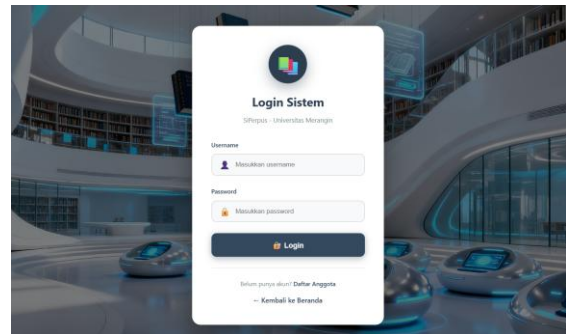 Login Sistem
SIPerpus - Universitas Merangin
Username
Masukkan username
Password
Masukkan password
Login
Belum punya akun? Daftar Anggota
← Kembali ke Beranda